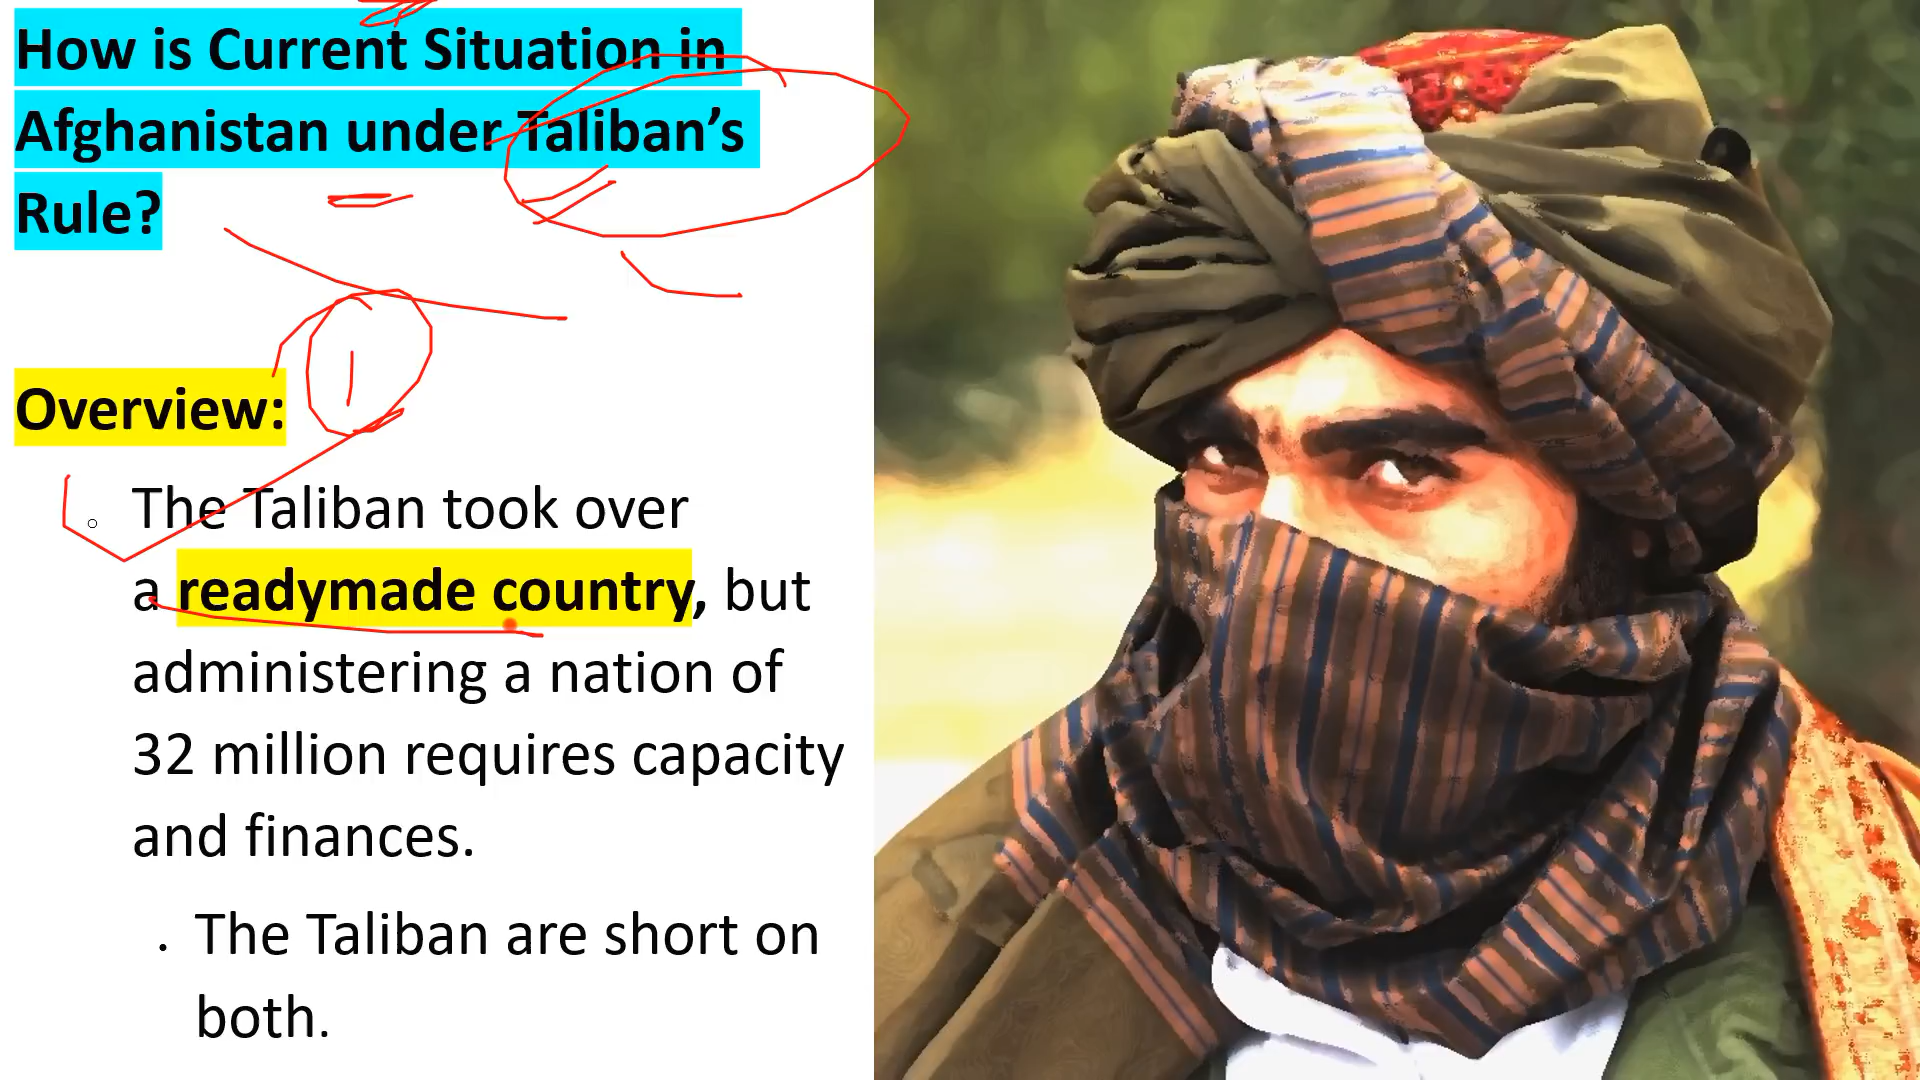 How is Current Situation in
Afghanistan under Taliban’s
Rule?
Overview:
The Taliban took over
a readymade country, but
administering a nation of
32 million requires capacity
and finances.
The Taliban are short on
both.